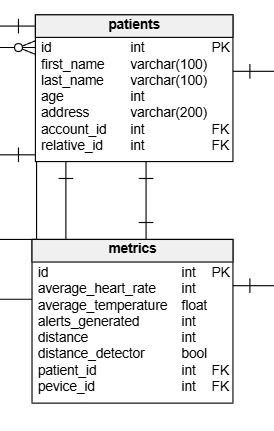 patients
id int PK
first_name varchar(100)
last_name varchar(100)
age int
address varchar(200)
account_id int FK
relative_id int FK
metrics
id int PK
average_heart_rate int
average_temperature float
alerts_generated int
distance int
distance_detector bool
patient_id int FK
pevice_id int FK